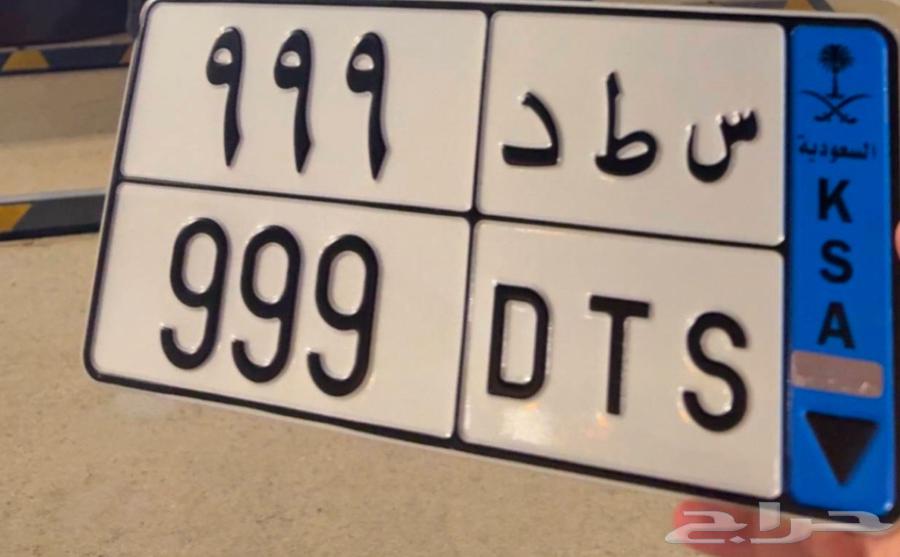 ٩٩٩ س ط د
999 DTS
السعودية
K
S
A
حراج